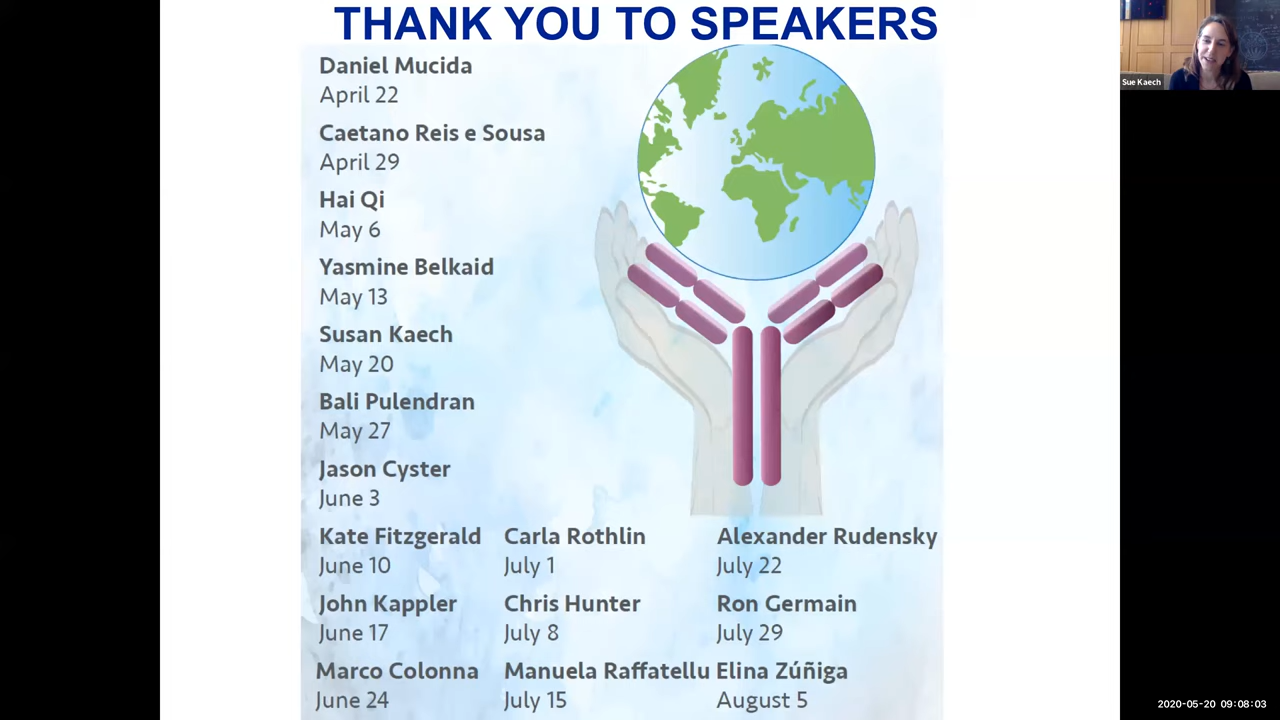 THANK YOU TO SPEAKERS
Daniel Mucida
April 22
Caetano Reis e Sousa
April 29
Hai Qi
May 6
Yasmine Belkaid
May 13
Susan Kaech
May 20
Bali Pulendran
May 27
Jason Cyster
June 3
Kate Fitzgerald
June 10
John Kappler
June 17
Marco Colonna
June 24
Carla Rothlin
July 1
Chris Hunter
July 8
Manuela Raffatellu
July 15
Alexander Rudensky
July 22
Ron Germain
July 29
Elina Zúñiga
August 5
Sue Kaech
2020-05-20 09:08:03